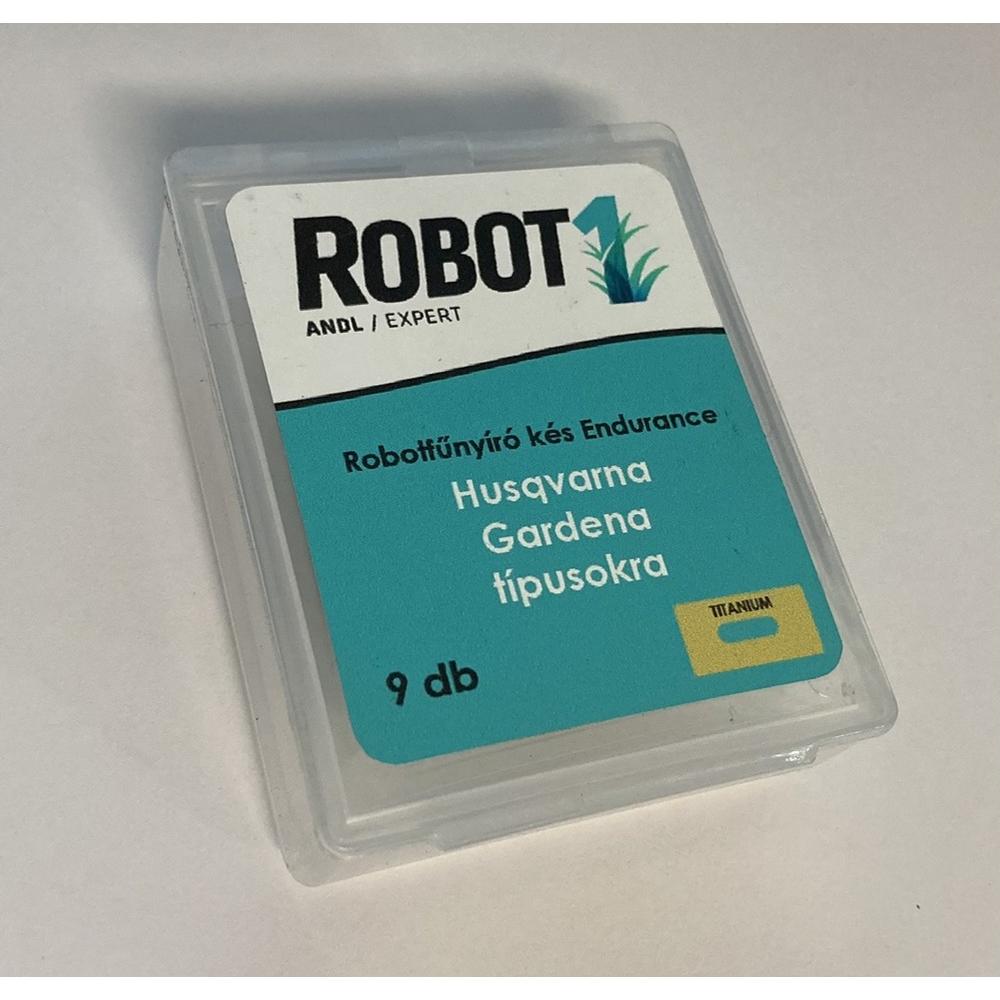 ROBOT1
ANDL / EXPERT
Robotfűnyíró kés Endurance
Husqvarna
Gardena
típusokra
TITANIUM
9 db